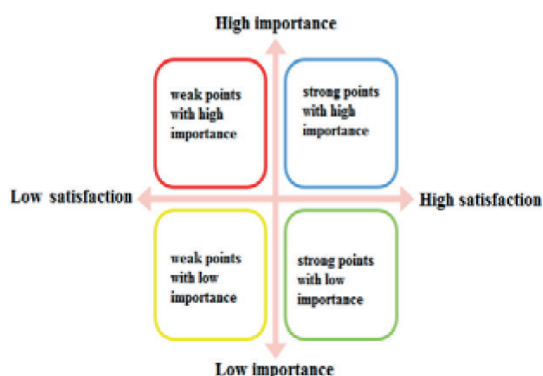 High importance
weak points
with high
importance
strong points
with high
importance
Low satisfaction
High satisfaction
weak points
with low
importance
strong points
with low
importance
Low importance